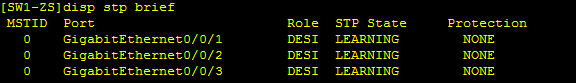 [SW1-ZS]disp stp brief
MSTID Port Role STP State Protection
0 GigabitEthernet0/0/1 DESI LEARNING NONE
0 GigabitEthernet0/0/2 DESI LEARNING NONE
0 GigabitEthernet0/0/3 DESI LEARNING NONE